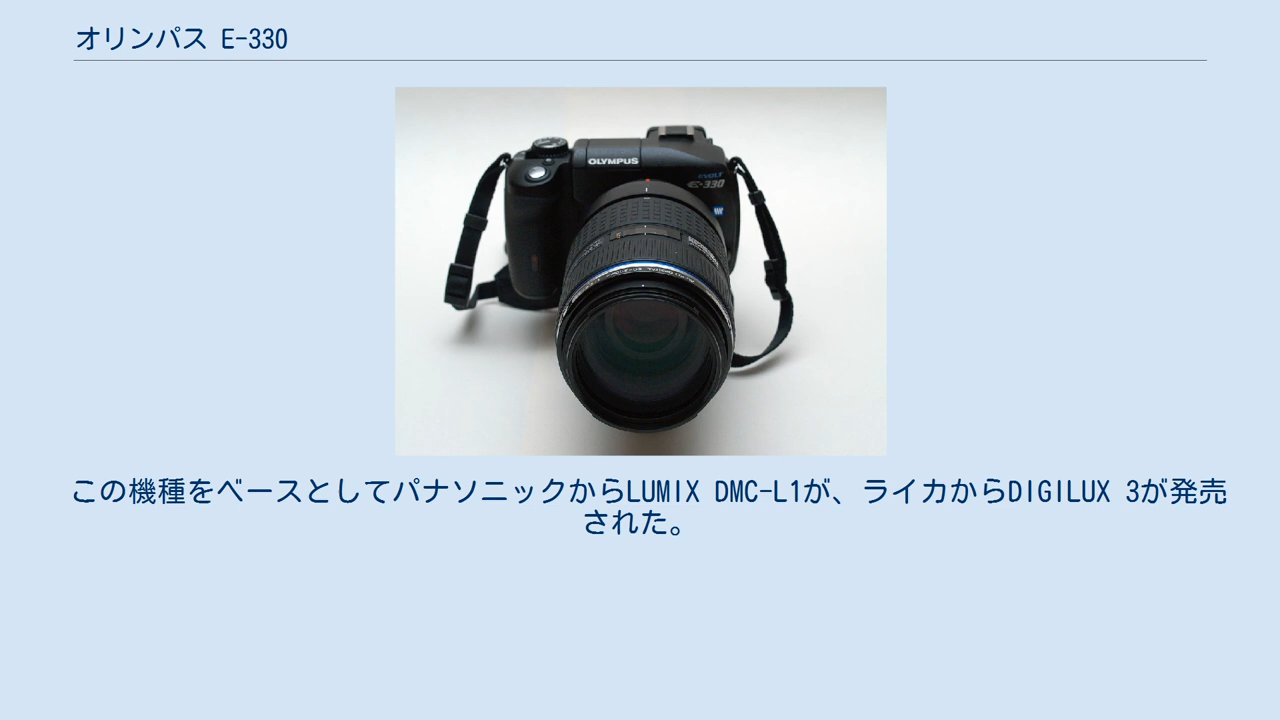 オリンパス E-330
OLYMPUS
E-330
この機種をベースとしてパナソニックからLUMIX DMC-L1が、ライカからDIGILUX 3が発売
された。